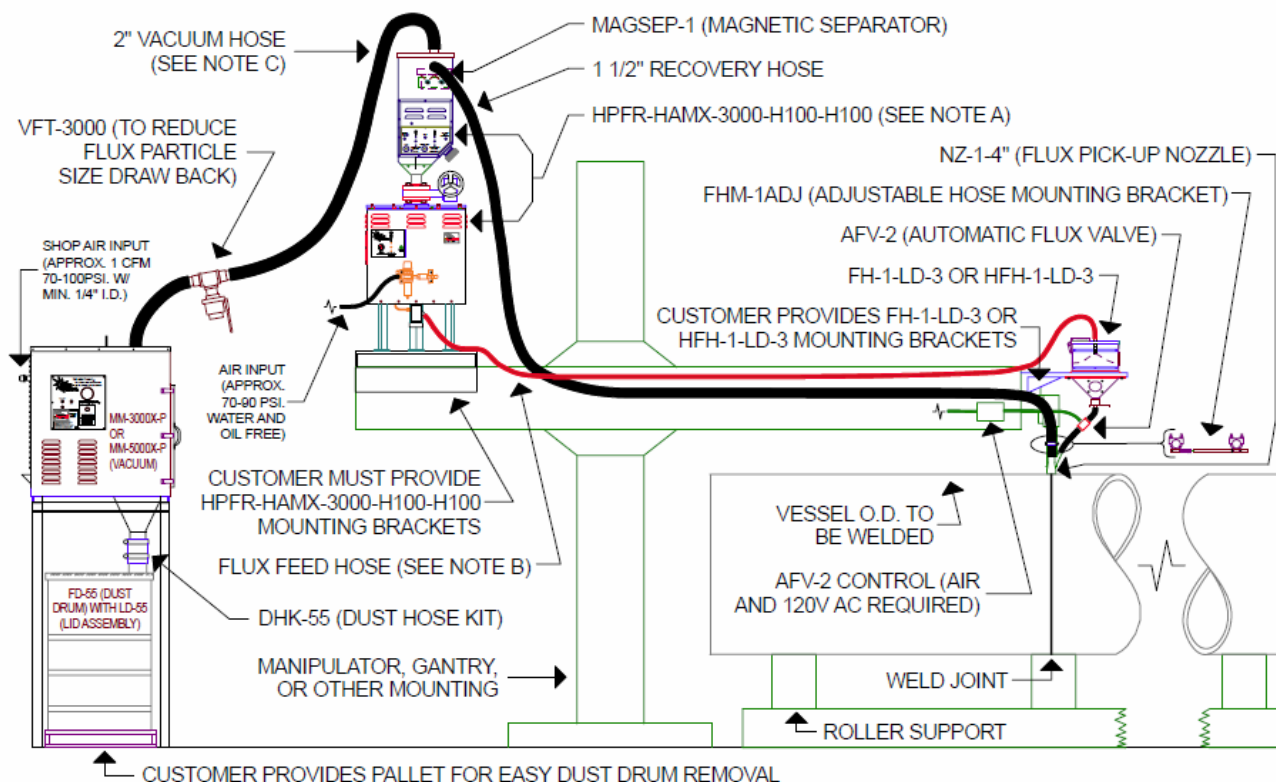 2" VACUUM HOSE
(SEE NOTE C)
MAGSEP-1 (MAGNETIC SEPARATOR)
1 1/2" RECOVERY HOSE
HPFR-HAMX-3000-H100-H100 (SEE NOTE A)
VFT-3000 (TO REDUCE
FLUX PARTICLE
SIZE DRAW BACK)
NZ-1-4" (FLUX PICK-UP NOZZLE)
FHM-1ADJ (ADJUSTABLE HOSE MOUNTING BRACKET)
AFV-2 (AUTOMATIC FLUX VALVE)
FH-1-LD-3 OR HFH-1-LD-3
SHOP AIR INPUT
(APPROX. 1 CFM
70-100PSI. W/
MIN. 1/4" I.D.)
CUSTOMER PROVIDES FH-1-LD-3 OR
HFH-1-LD-3 MOUNTING BRACKETS
AIR INPUT
(APPROX.
70-90 PSI.
WATER AND
OIL FREE)
MM-3000X-P
OR
MM-5000X-P
(VACUUM)
CUSTOMER MUST PROVIDE
HPFR-HAMX-3000-H100-H100
MOUNTING BRACKETS
VESSEL O.D. TO
BE WELDED
FLUX FEED HOSE (SEE NOTE B)
AFV-2 CONTROL (AIR
AND 120V AC REQUIRED)
FD-55 (DUST
DRUM) WITH LD-55
(LID ASSEMBLY)
DHK-55 (DUST HOSE KIT)
MANIPULATOR, GANTRY,
OR OTHER MOUNTING
WELD JOINT
ROLLER SUPPORT
CUSTOMER PROVIDES PALLET FOR EASY DUST DRUM REMOVAL